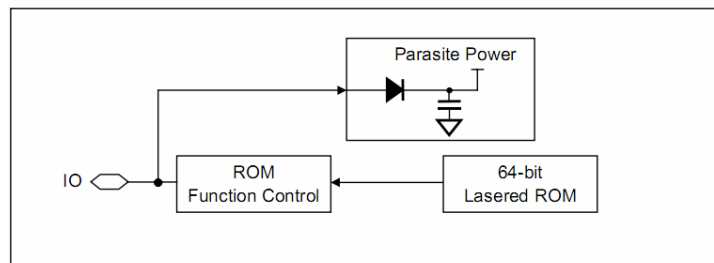 Parasite Power
IO
ROM
Function Control
64-bit
Lasered ROM